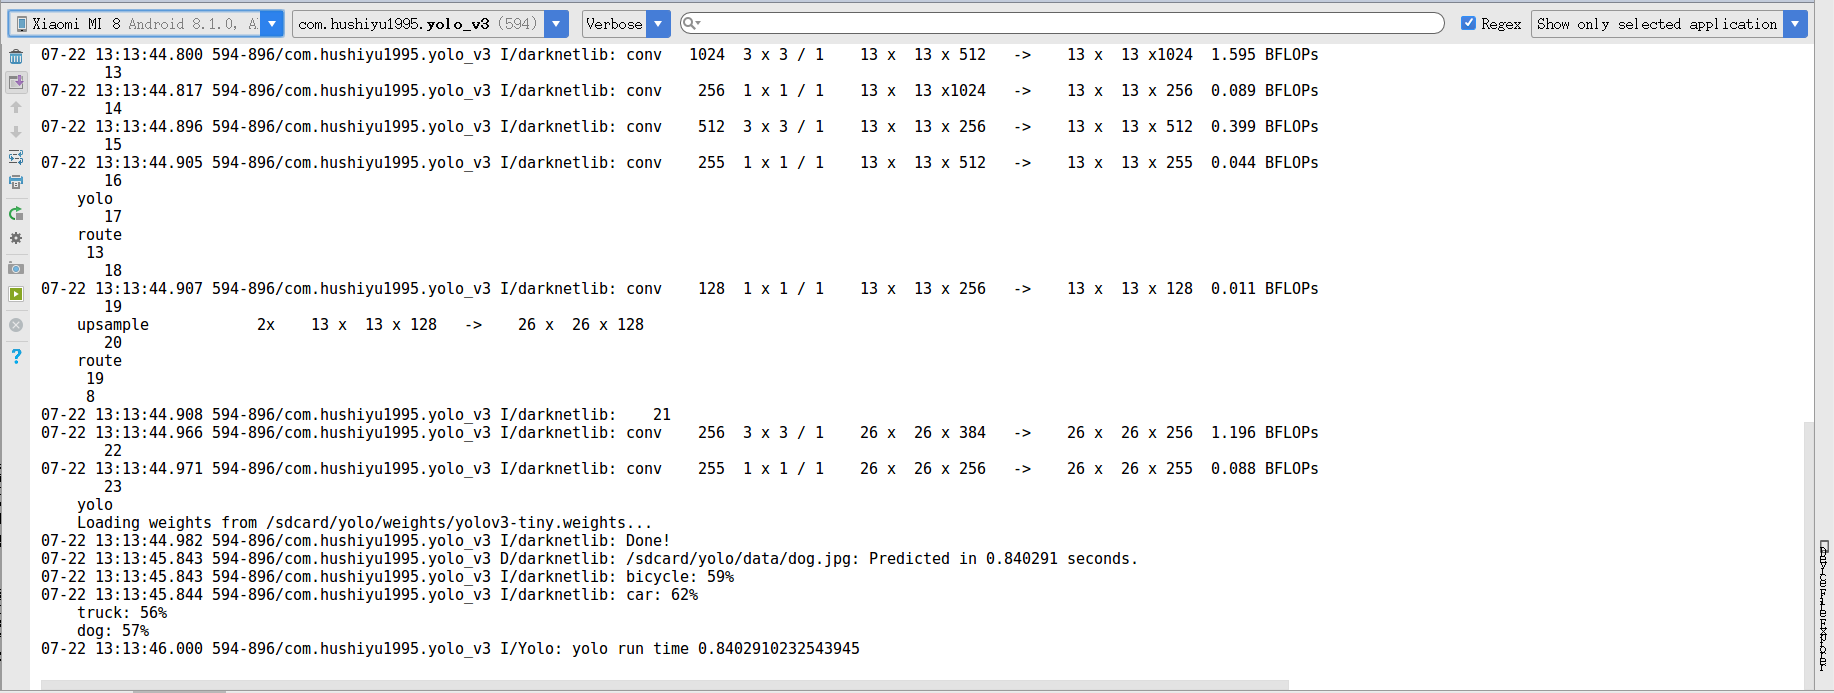 Xiaomi MI 8 Android 8.1.0, A
com.hushiyu1995.yolo_v3 (594)
Verbose
Regex
Show only selected application
07-22 13:13:44.800 594-896/com.hushiyu1995.yolo_v3 I/darknetlib: conv   1024  3 x 3 / 1    13 x  13 x 512   ->    13 x  13 x1024  1.595 BFLOPs
13
07-22 13:13:44.817 594-896/com.hushiyu1995.yolo_v3 I/darknetlib: conv    256  1 x 1 / 1    13 x  13 x1024   ->    13 x  13 x 256  0.089 BFLOPs
14
07-22 13:13:44.896 594-896/com.hushiyu1995.yolo_v3 I/darknetlib: conv    512  3 x 3 / 1    13 x  13 x 256   ->    13 x  13 x 512  0.399 BFLOPs
15
07-22 13:13:44.905 594-896/com.hushiyu1995.yolo_v3 I/darknetlib: conv    255  1 x 1 / 1    13 x  13 x 512   ->    13 x  13 x 255  0.044 BFLOPs
16
yolo
17
route
13
18
07-22 13:13:44.907 594-896/com.hushiyu1995.yolo_v3 I/darknetlib: conv    128  1 x 1 / 1    13 x  13 x 256   ->    13 x  13 x 128  0.011 BFLOPs
19
upsample            2x    13 x  13 x 128   ->    26 x  26 x 128
20
route
19
8
07-22 13:13:44.908 594-896/com.hushiyu1995.yolo_v3 I/darknetlib:    21
07-22 13:13:44.966 594-896/com.hushiyu1995.yolo_v3 I/darknetlib: conv    256  3 x 3 / 1    26 x  26 x 384   ->    26 x  26 x 256  1.196 BFLOPs
22
07-22 13:13:44.971 594-896/com.hushiyu1995.yolo_v3 I/darknetlib: conv    255  1 x 1 / 1    26 x  26 x 256   ->    26 x  26 x 255  0.088 BFLOPs
23
yolo
Loading weights from /sdcard/yolo/weights/yolov3-tiny.weights...
07-22 13:13:44.982 594-896/com.hushiyu1995.yolo_v3 I/darknetlib: Done!
07-22 13:13:45.843 594-896/com.hushiyu1995.yolo_v3 D/darknetlib: /sdcard/yolo/data/dog.jpg: Predicted in 0.840291 seconds.
07-22 13:13:45.843 594-896/com.hushiyu1995.yolo_v3 I/darknetlib: bicycle: 59%
07-22 13:13:45.844 594-896/com.hushiyu1995.yolo_v3 I/darknetlib: car: 62%
truck: 56%
dog: 57%
07-22 13:13:46.000 594-896/com.hushiyu1995.yolo_v3 I/Yolo: yolo run time 0.8402910232543945
Device File Explorer